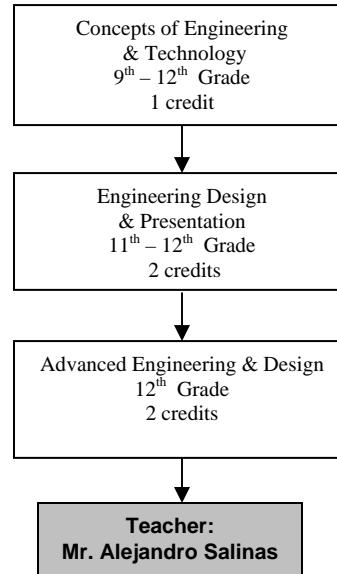 Concepts of Engineering
& Technology
9th – 12th Grade
1 credit
Engineering Design
& Presentation
11th – 12th Grade
2 credits
Advanced Engineering & Design
12th Grade
2 credits
Teacher:
Mr. Alejandro Salinas